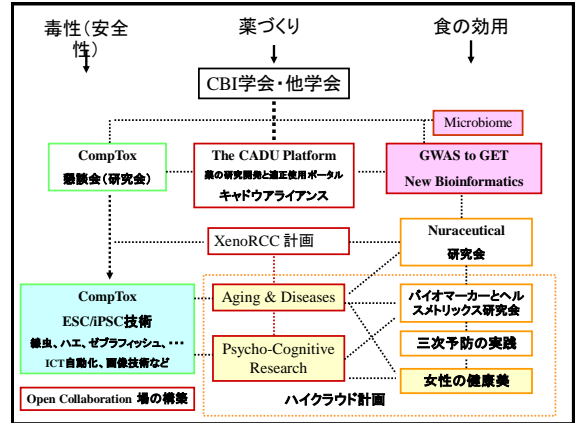 毒性(安全
性)
薬づくり
食の効用
CBI学会・他学会
Microbiome
CompTox
懇談会(研究会)
The CADU Platform
薬の研究開発と適正使用ポータル
キャドウアライアンス
GWAS to GET
New Bioinformatics
XenoRCC 計画
Nuraceutical
研究会
CompTox
ESC/iPSC技術
線虫、ハエ、ゼブラフィッシュ、・・・
ICT自動化、画像技術など
Aging & Diseases
Psycho-Cognitive
Research
バイオマーカーとヘル
スメトリックス研究会
三次予防の実践
女性の健康美
Open Collaboration 場の構築
ハイクラウド計画